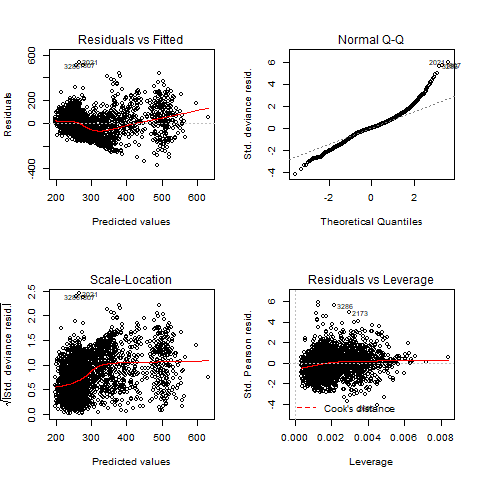 Residuals vs Fitted
Residuals
600
200
0
-400
2021
3286
200 300 400 500 600
Predicted values
Normal Q-Q
Std. deviance resid.
6
4
2
0
-2
-4
2021
-2 0 2
Theoretical Quantiles
Scale-Location
√|Std. deviance resid.|
2.5
2.0
1.5
1.0
0.5
0.0
2021
3286
200 300 400 500 600
Predicted values
Residuals vs Leverage
Std. Pearson resid.
6
4
2
0
-2
-4
3286
2173
Cook's distance
0.000 0.002 0.004 0.006 0.008
Leverage